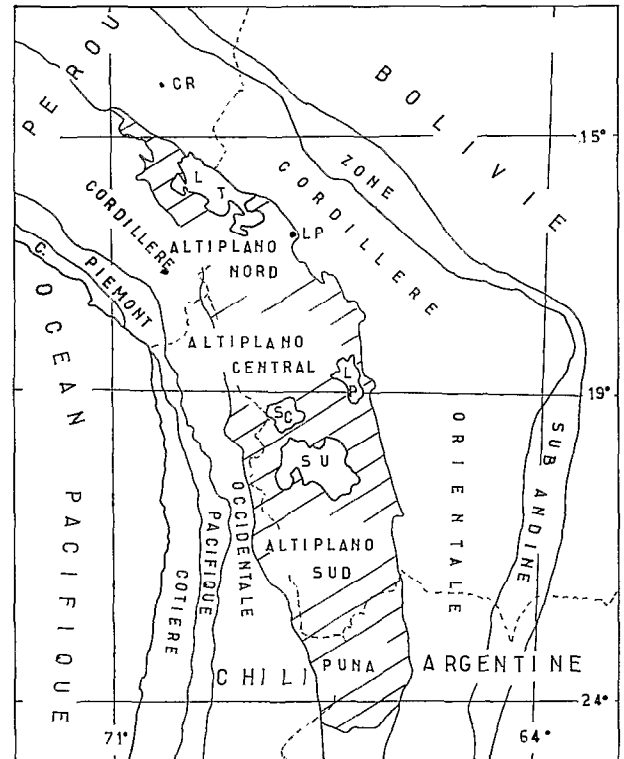 PEROU
BOLIVIE
CR
15°
ZONE
CORDILLERE
L T
CORDILLERE
LP
ALTIPLANO
NORD
C.
PIEMONT
OCEAN
ALTIPLANO
CENTRAL
L
P
19°
SC
SU
ORIENTALE
SUB ANDINE
PACIFIQUE
OCCIDENTALE
PACIFIQUE
ALTIPLANO
SUD
COTIERE
CHILI
PUNA
ARGENTINE
24°
71°
64°